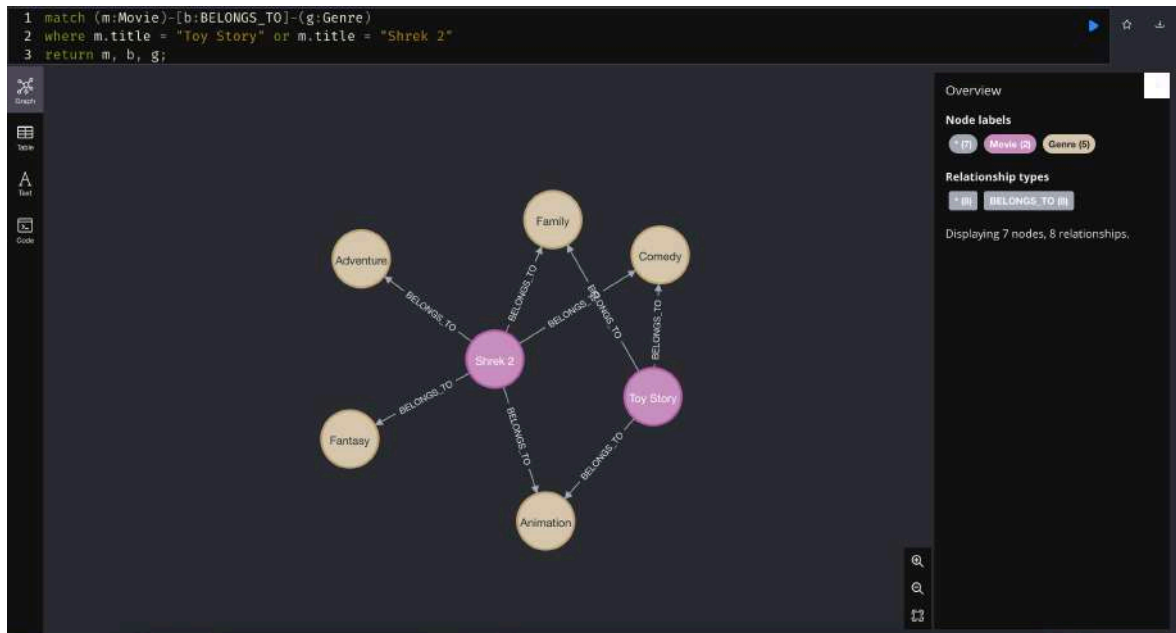 1 match (m:Movie)-[b:BELONGS_TO]-(g:Genre)
2 where m.title = "Toy Story" or m.title = "Shrek 2"
3 return m, b, g;
Graph
Table
Text
Code
Family
Comedy
Adventure
BELONGS_TO
BELONGS_TO
BELONGS_TO
BELONGS_TO
BELONGS_TO
Shrek 2
Toy Story
BELONGS_TO
BELONGS_TO
BELONGS_TO
Fantasy
Animation
Overview
Node labels
* (7) Movie (2) Genre (5)
Relationship types
* (8) BELONGS_TO (8)
Displaying 7 nodes, 8 relationships.